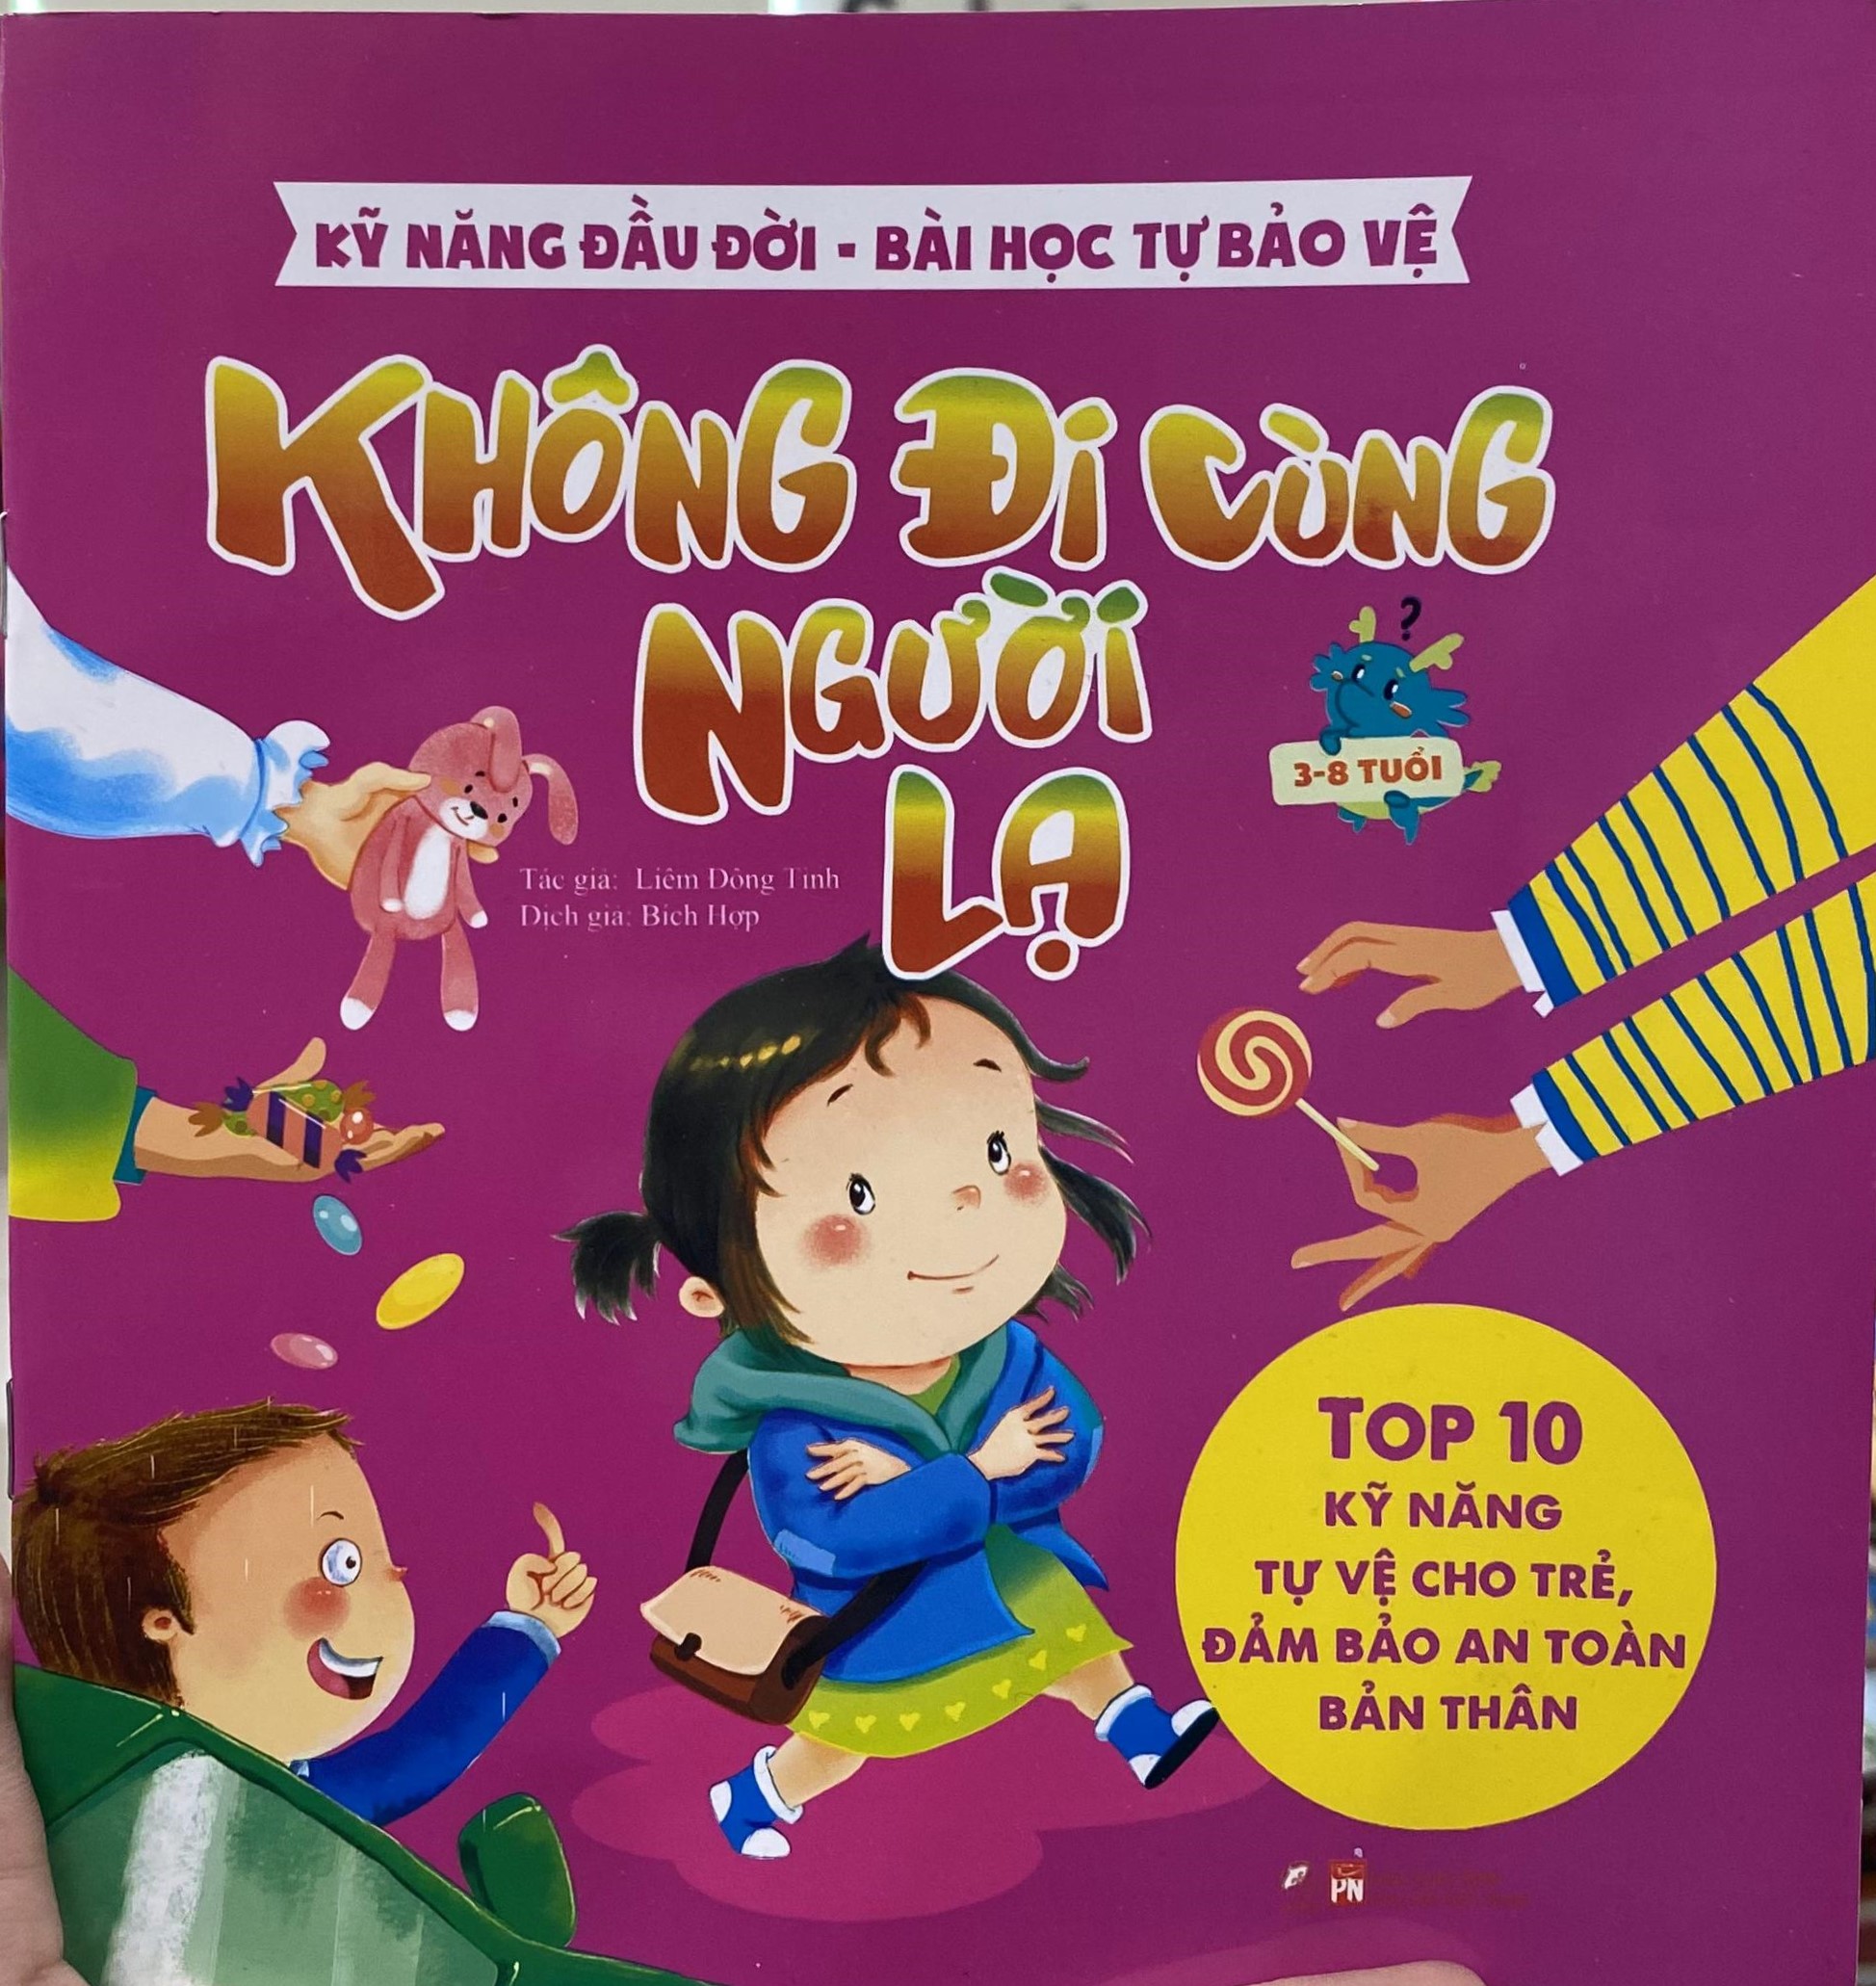 KỸ NĂNG ĐẦU ĐỜI - BÀI HỌC TỰ BẢO VỆ
KHÔNG ĐI CÙNG
NGƯỜI
LẠ
?
3-8 TUỔI
Tác giả: Liêm Đông Tinh
Dịch giả: Bích Hợp
TOP 10
KỸ NĂNG
TỰ VỆ CHO TRẺ,
ĐẢM BẢO AN TOÀN
BẢN THÂN
PN